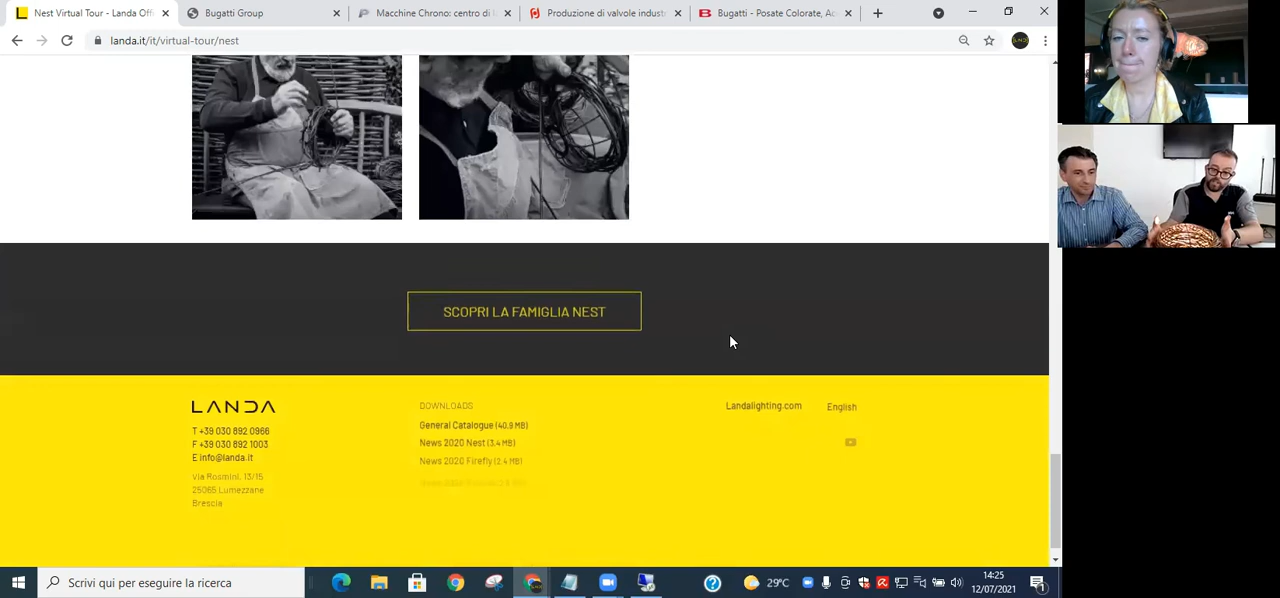 Nest Virtual Tour - Landa Offi
Bugatti Group
Macchine Chrono: centro di l
Produzione di valvole indust
Bugatti - Posate Colorate, Ac
landa.it/it/virtual-tour/nest
SCOPRI LA FAMIGLIA NEST
LANDA
T +39 030 892 0966
F +39 030 892 1003
E info@landa.it
Via Rosmini, 13/15
25065 Lumezzane
Brescia
DOWNLOADS
General Catalogue (40.9 MB)
News 2020 Nest (3.4 MB)
News 2020 Firefly (2.4 MB)
Landalighting.com
English
Scrivi qui per eseguire la ricerca
29°C
14:25
12/07/2021